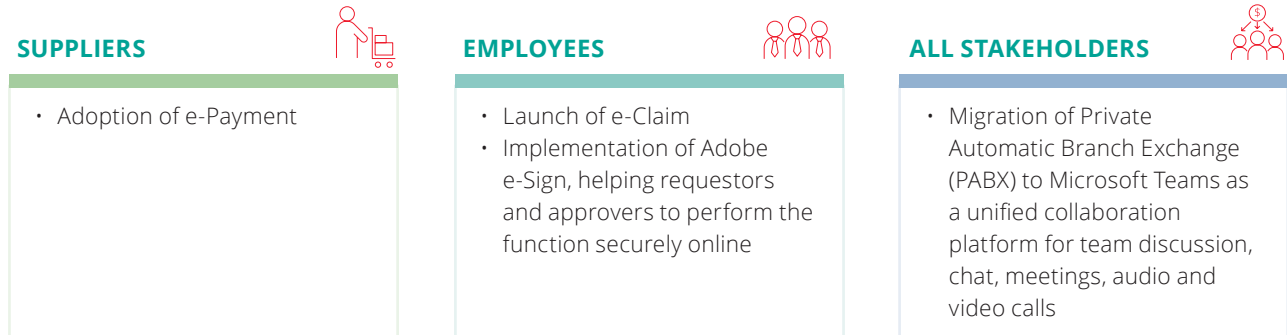 SUPPLIERS
• Adoption of e-Payment
EMPLOYEES
• Launch of e-Claim
• Implementation of Adobe
e-Sign, helping requestors
and approvers to perform the
function securely online
ALL STAKEHOLDERS
$
• Migration of Private
Automatic Branch Exchange
(PABX) to Microsoft Teams as
a unified collaboration
platform for team discussion,
chat, meetings, audio and
video calls